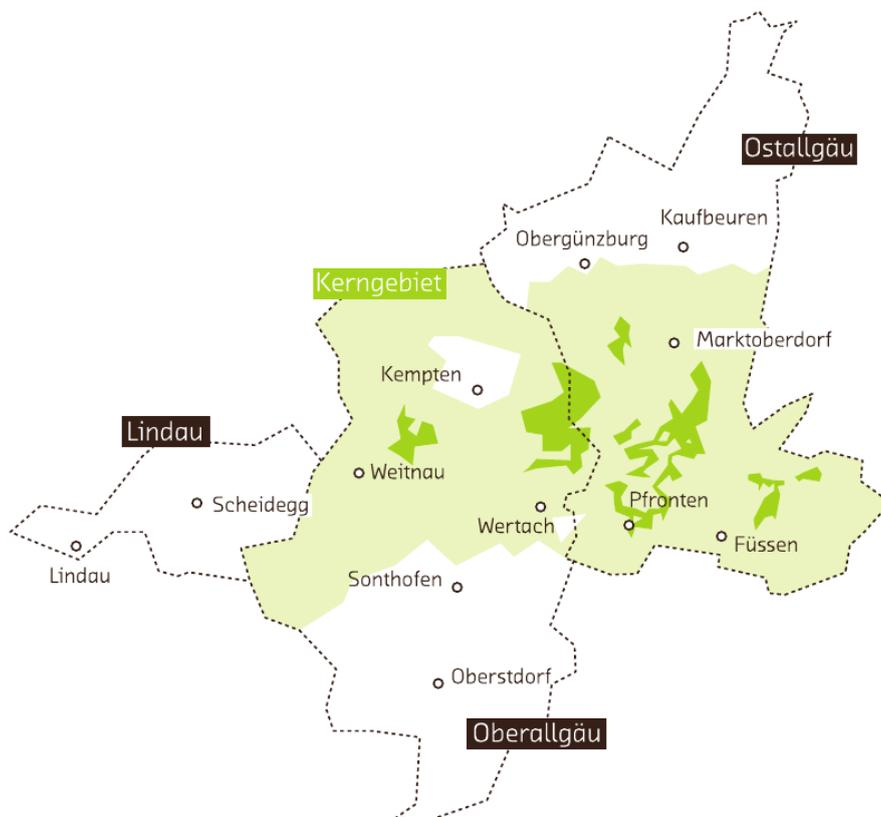 Ostallgäu
Kaufbeuren
Obergünzburg
Kerngebiet
Marktoberdorf
Kempten
Lindau
Weitnau
Scheidegg
Pfronten
Wertach
Füssen
Lindau
Sonthofen
Oberstdorf
Oberallgäu